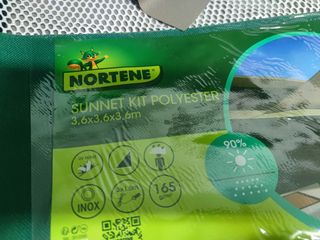 NORTENE
SUNNET KIT POLYESTER
3,6x3,6x3,6m
90%
INOX
165